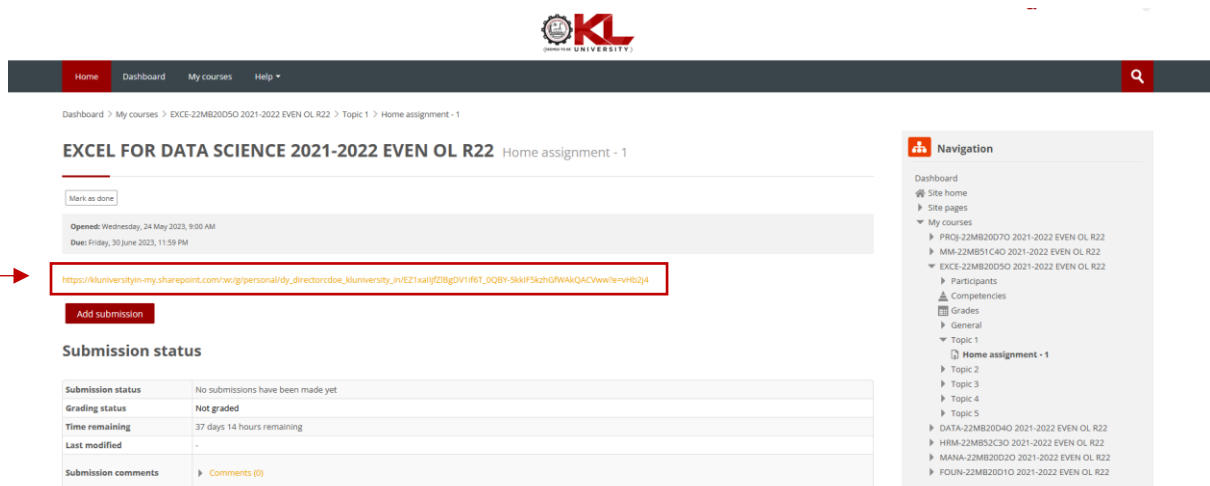 KL
(DEEMED TO BE UNIVERSITY)
Home Dashboard My courses Help
Dashboard > My courses > EXCE-22MB20D5O 2021-2022 EVEN OL R22 > Topic 1 > Home assignment - 1
EXCEL FOR DATA SCIENCE 2021-2022 EVEN OL R22 Home assignment - 1
Mark as done
Opened: Wednesday, 24 May 2023, 9:00 AM
Due: Friday, 30 June 2023, 11:59 PM
Add submission
Submission status
Submission status No submissions have been made yet
Grading status Not graded
Time remaining 37 days 14 hours remaining
Last modified -
Submission comments Comments (0)
Navigation
Dashboard
Site home
Site pages
My courses
PROJ-22MB20D7O 2021-2022 EVEN OL R22
MM-22MB51C4O 2021-2022 EVEN OL R22
EXCE-22MB20D5O 2021-2022 EVEN OL R22
Participants
Competencies
Grades
General
Topic 1
Home assignment - 1
Topic 2
Topic 3
Topic 4
Topic 5
DATA-22MB20D4O 2021-2022 EVEN OL R22
HRM-22MB52C3O 2021-2022 EVEN OL R22
MANA-22MB20D2O 2021-2022 EVEN OL R22
FOUN-22MB20D1O 2021-2022 EVEN OL R22